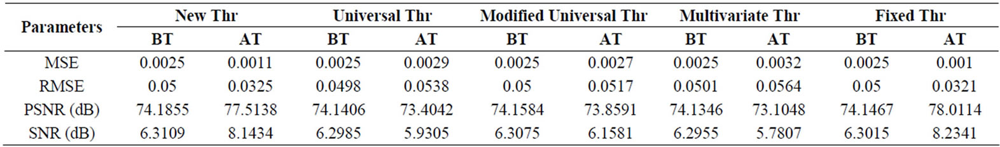 Parameters New Thr Universal Thr Modified Universal Thr Multivariate Thr Fixed Thr
BT AT BT AT BT AT BT AT BT AT
MSE 0.0025 0.0011 0.0025 0.0029 0.0025 0.0027 0.0025 0.0032 0.0025 0.001
RMSE 0.05 0.0325 0.0498 0.0538 0.05 0.0517 0.0501 0.0564 0.05 0.0321
PSNR (dB) 74.1855 77.5138 74.1406 73.4042 74.1584 73.8591 74.1346 73.1048 74.1467 78.0114
SNR (dB) 6.3109 8.1434 6.2985 5.9305 6.3075 6.1581 6.2955 5.7807 6.3015 8.2341